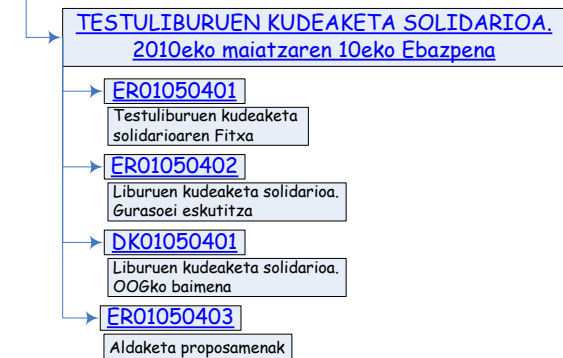 TESTULIBURUEN KUDEAKETA SOLIDARIOA.
2010eko maiatzaren 10eko Ebazpena
ER01050401
Testuliburuen kudeaketa
solidarioaren Fitxa
ER01050402
Liburuen kudeaketa solidarioa.
Gurasoei eskutitza
DK01050401
Liburuen kudeaketa solidarioa.
OOGko baimena
ER01050403
Aldaketa proposamenak